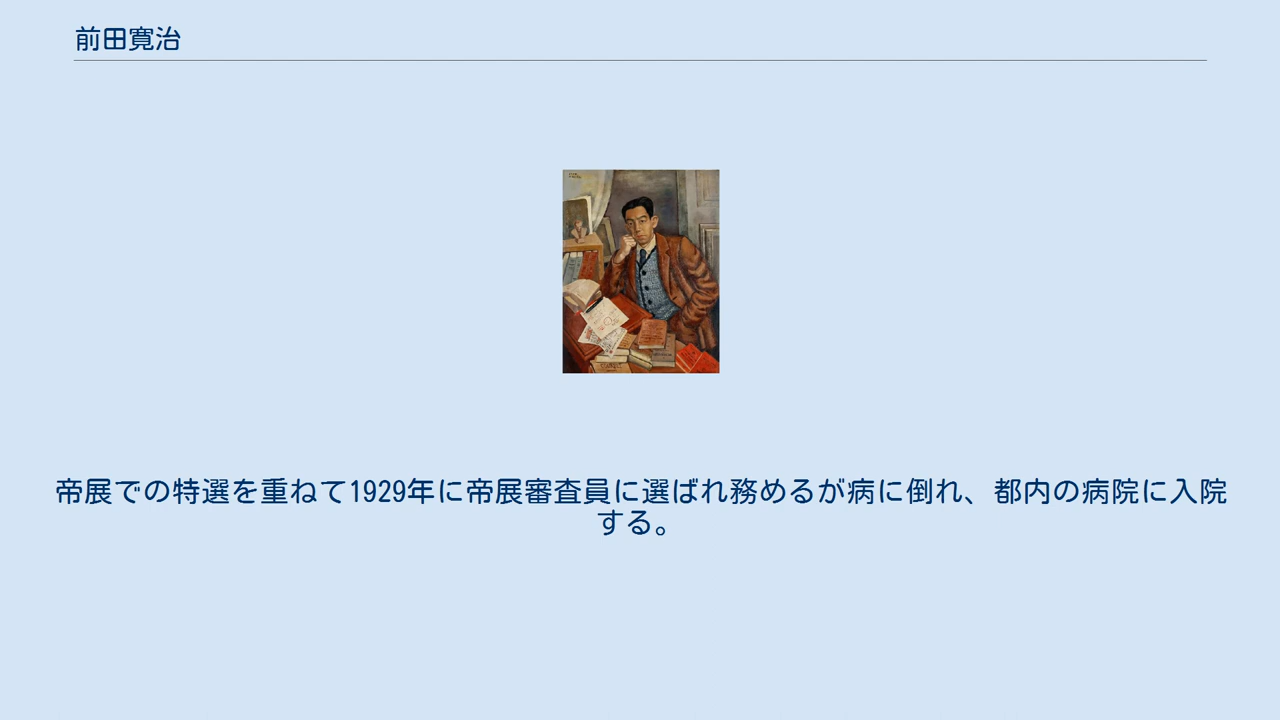 前田寛治
帝展での特選を重ねて1929年に帝展審査員に選ばれ務めるが病に倒れ、都内の病院に入院
する。